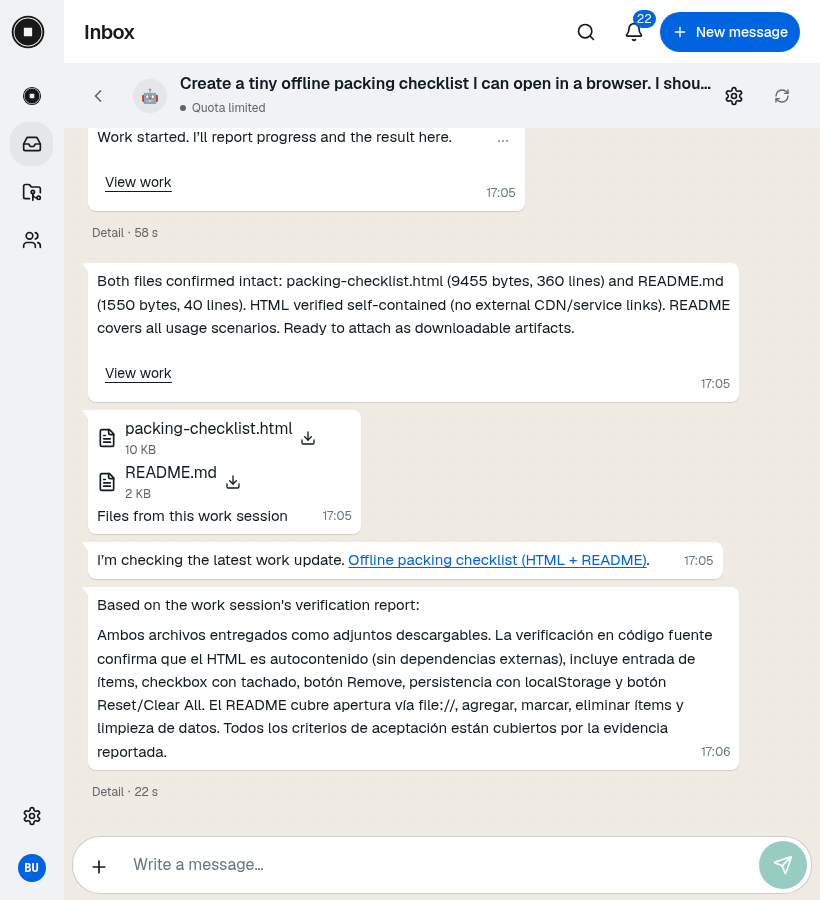 Inbox
22
New message
Create a tiny offline packing checklist I can open in a browser. I shou...
Quota limited
Work started. I’ll report progress and the result here.
...
View work
17:05
Detail · 58 s
Both files confirmed intact: packing-checklist.html (9455 bytes, 360 lines) and README.md
(1550 bytes, 40 lines). HTML verified self-contained (no external CDN/service links). README
covers all usage scenarios. Ready to attach as downloadable artifacts.
View work
17:05
packing-checklist.html
10 KB
README.md
2 KB
Files from this work session
17:05
I’m checking the latest work update. Offline packing checklist (HTML + README).
17:05
Based on the work session's verification report:
Ambos archivos entregados como adjuntos descargables. La verificación en código fuente
confirma que el HTML es autocontenido (sin dependencias externas), incluye entrada de
ítems, checkbox con tachado, botón Remove, persistencia con localStorage y botón
Reset/Clear All. El README cubre apertura vía file://, agregar, marcar, eliminar ítems y
limpieza de datos. Todos los criterios de aceptación están cubiertos por la evidencia
reportada.
17:06
Detail · 22 s
Write a message...
BU